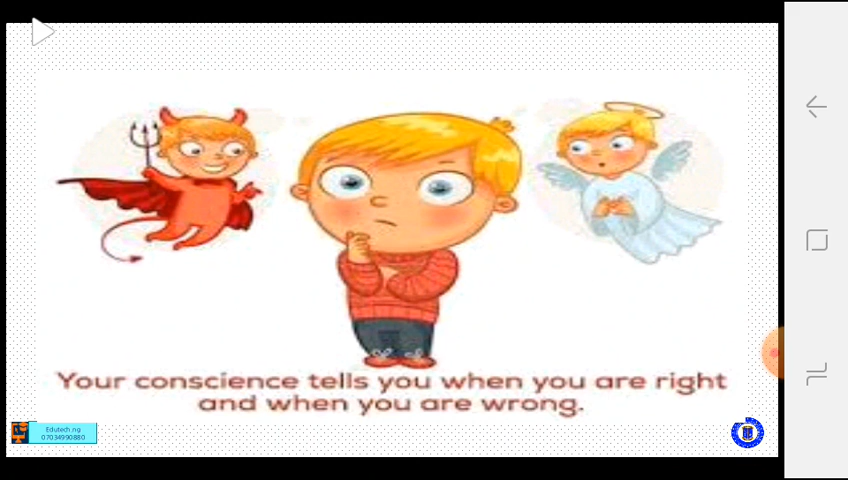 Your conscience tells you when you are right
and when you are wrong.
Edutech.ng
07034990880